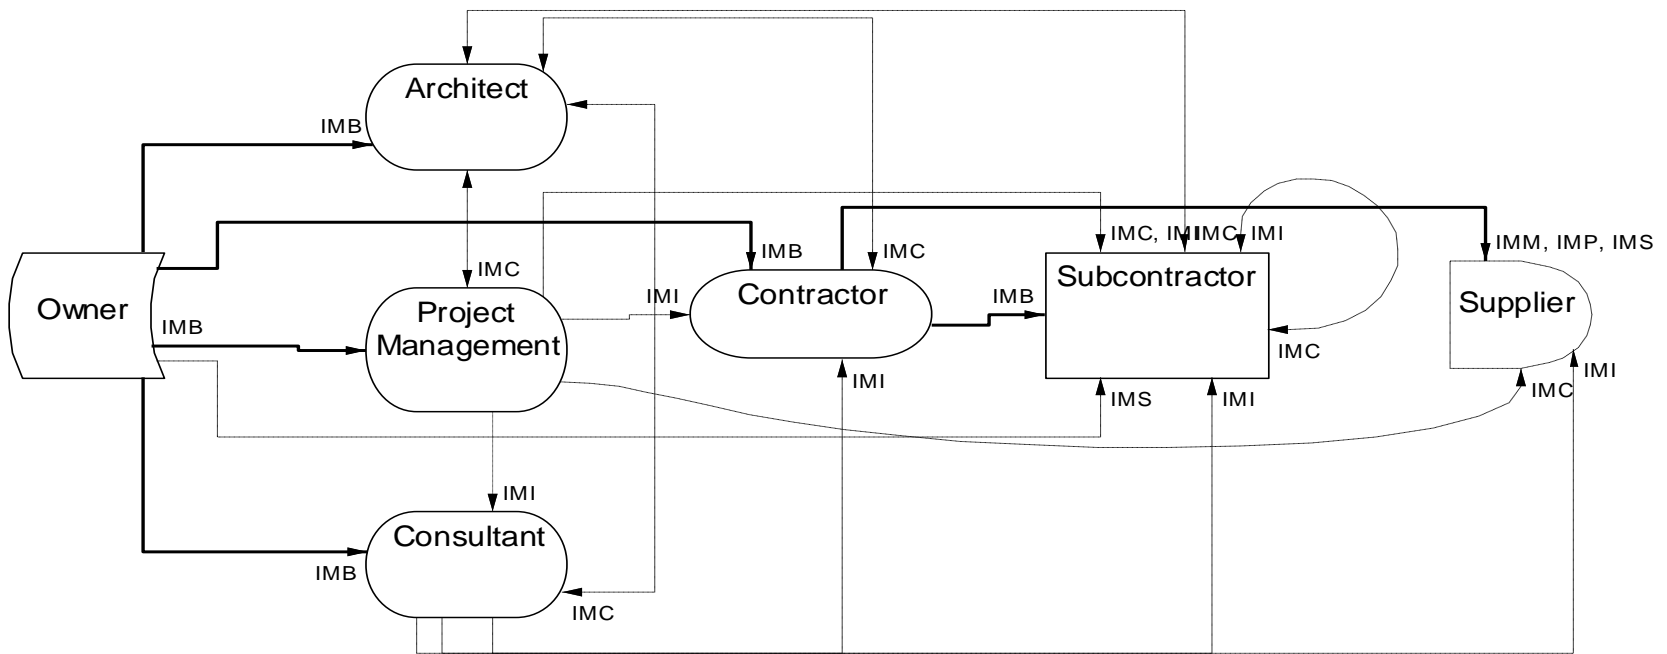 Architect
IMB
IMC, IMI
IMC
IMI
IMB
IMC
IMM, IMP, IMS
IMC
Subcontractor
Contractor
Supplier
Owner
IMI
IMB
Project
Management
IMB
IMC
IMI
IMI
IMC
IMS
IMI
IMI
Consultant
IMB
IMC